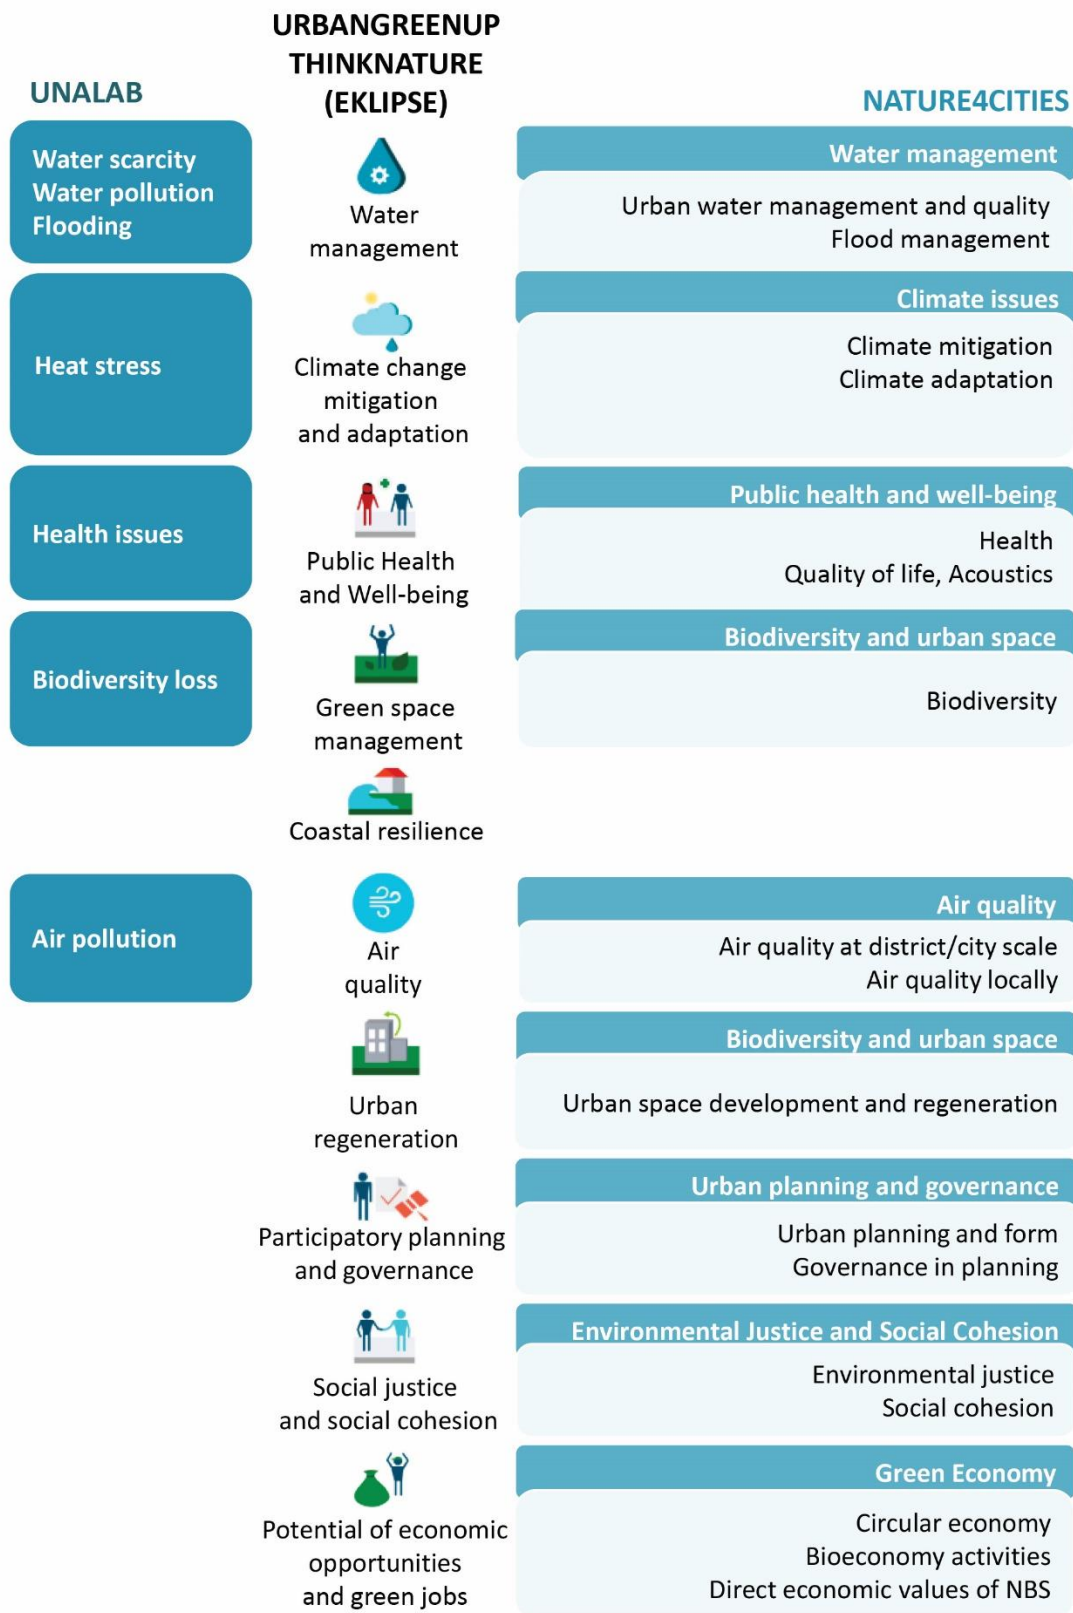 URBANGREENUP
THINKNATURE
(EKLIPSE)
UNALAB
NATURE4CITIES
Water scarcity
Water pollution
Flooding
Water
management
Water management
Urban water management and quality
Flood management
Heat stress
Climate change
mitigation
and adaptation
Climate issues
Climate mitigation
Climate adaptation
Health issues
Public Health
and Well-being
Public health and well-being
Health
Quality of life, Acoustics
Biodiversity loss
Green space
management
Biodiversity and urban space
Biodiversity
Coastal resilience
Air pollution
Air
quality
Air quality
Air quality at district/city scale
Air quality locally
Urban
regeneration
Biodiversity and urban space
Urban space development and regeneration
Participatory planning
and governance
Urban planning and governance
Urban planning and form
Governance in planning
Social justice
and social cohesion
Environmental Justice and Social Cohesion
Environmental justice
Social cohesion
Potential of economic
opportunities
and green jobs
Green Economy
Circular economy
Bioeconomy activities
Direct economic values of NBS